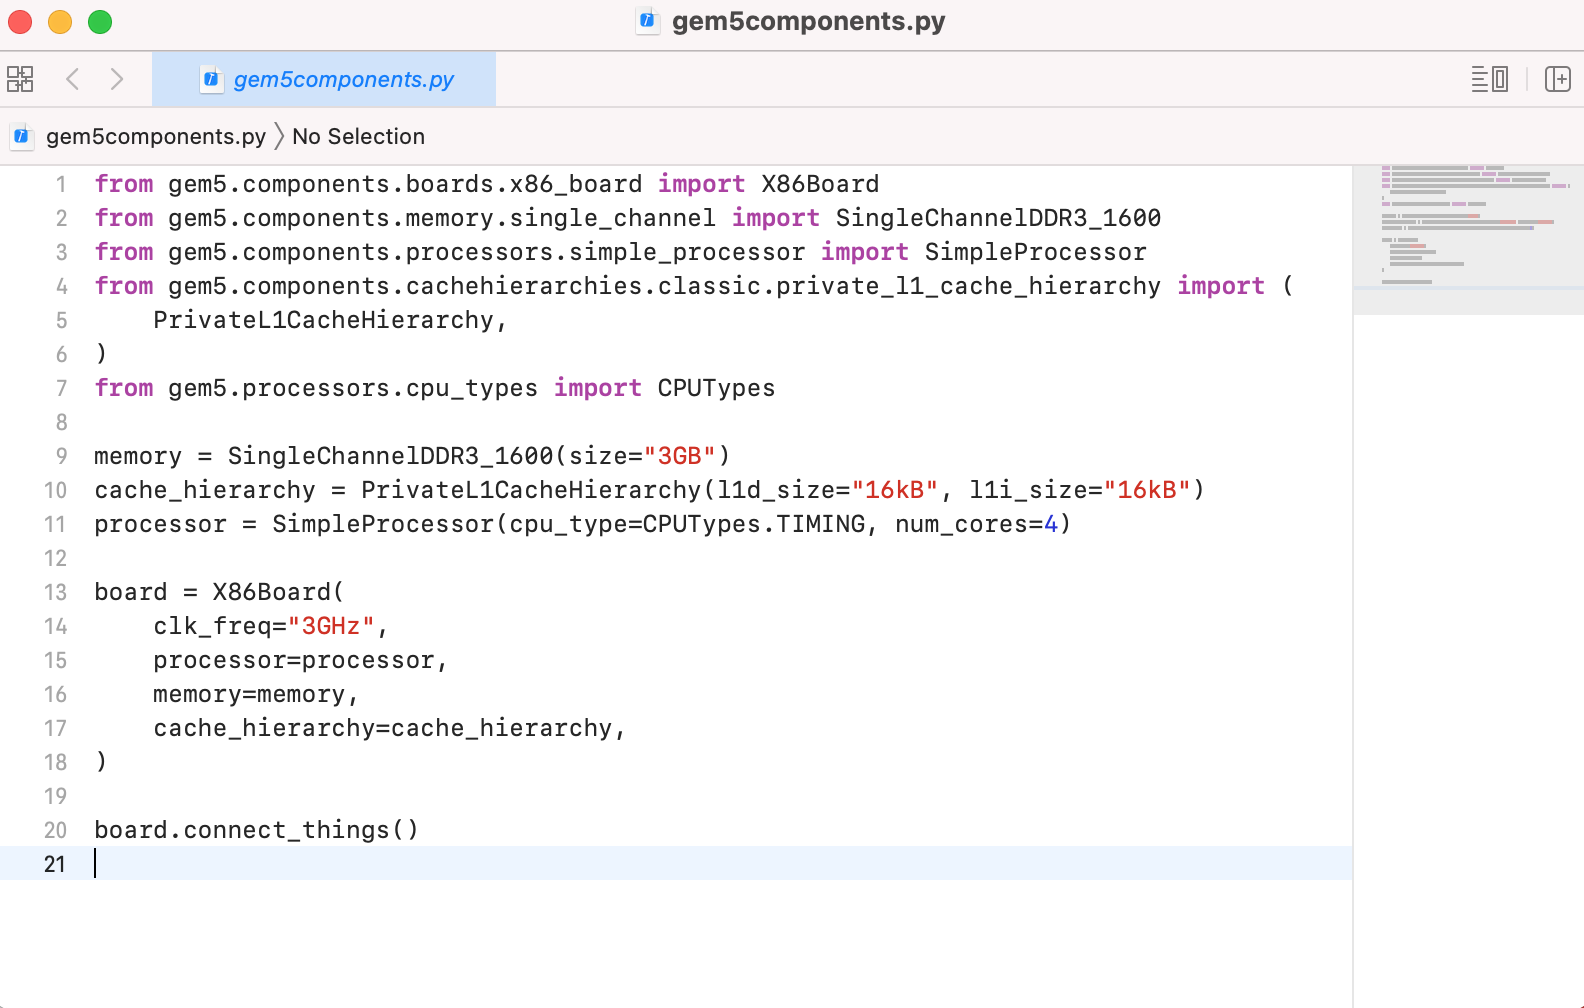 gem5components.py
gem5components.py
gem5components.py No Selection
1 from gem5.components.boards.x86_board import X86Board
2 from gem5.components.memory.single_channel import SingleChannelDDR3_1600
3 from gem5.components.processors.simple_processor import SimpleProcessor
4 from gem5.components.cachehierarchies.classic.private_l1_cache_hierarchy import (
5     PrivateL1CacheHierarchy,
6 )
7 from gem5.processors.cpu_types import CPUTypes
8
9 memory = SingleChannelDDR3_1600(size="3GB")
10 cache_hierarchy = PrivateL1CacheHierarchy(l1d_size="16kB", l1i_size="16kB")
11 processor = SimpleProcessor(cpu_type=CPUTypes.TIMING, num_cores=4)
12
13 board = X86Board(
14     clk_freq="3GHz",
15     processor=processor,
16     memory=memory,
17     cache_hierarchy=cache_hierarchy,
18 )
19
20 board.connect_things()
21